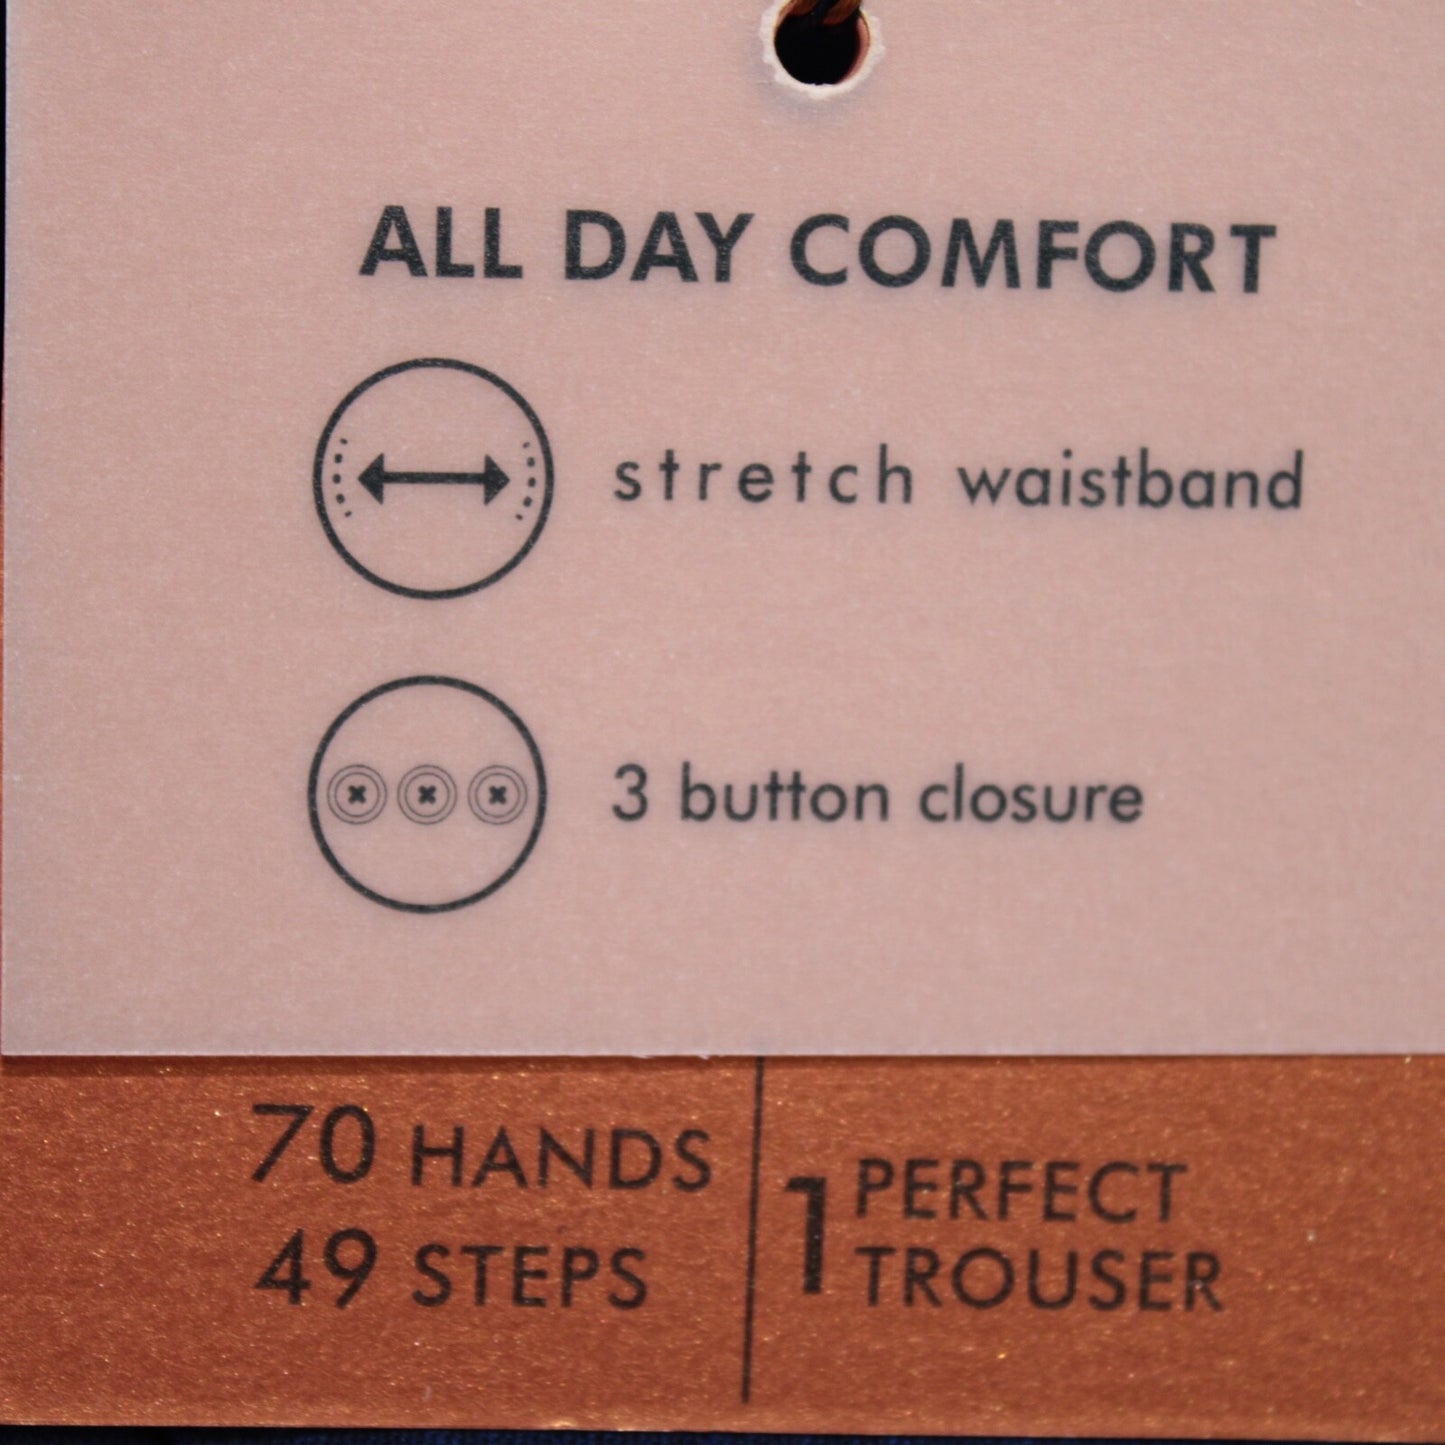 ALL DAY COMFORT
stretch waistband
3 button closure
70 HANDS
49 STEPS
1 PERFECT
TROUSER